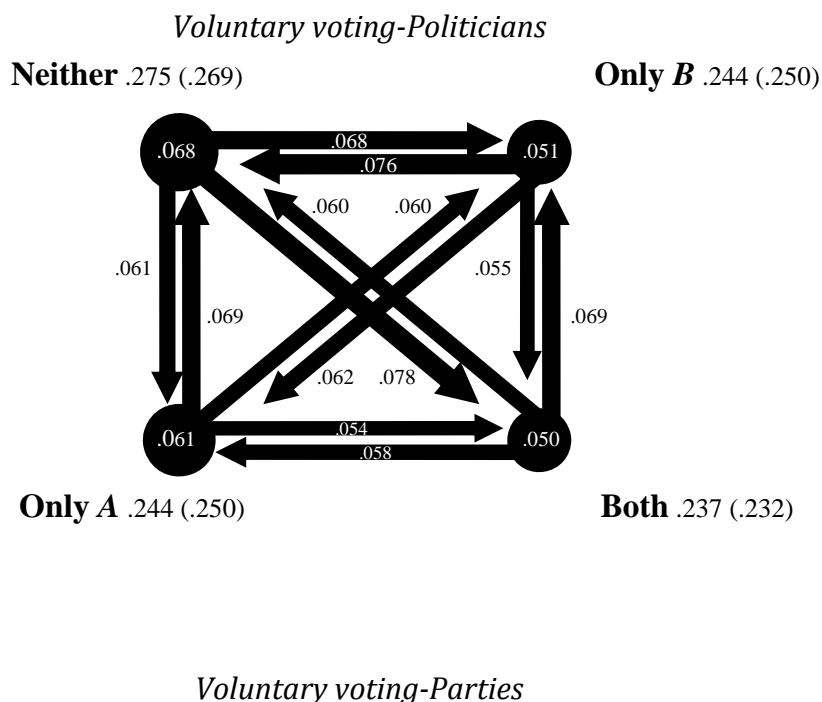 Voluntary voting-Politicians
Neither .275 (.269)
Only B .244 (.250)
.068
.068
.051
.076
.060
.060
.061
.055
.069
.069
.062
.078
.061
.054
.050
.058
Only A .244 (.250)
Both .237 (.232)
Voluntary voting-Parties